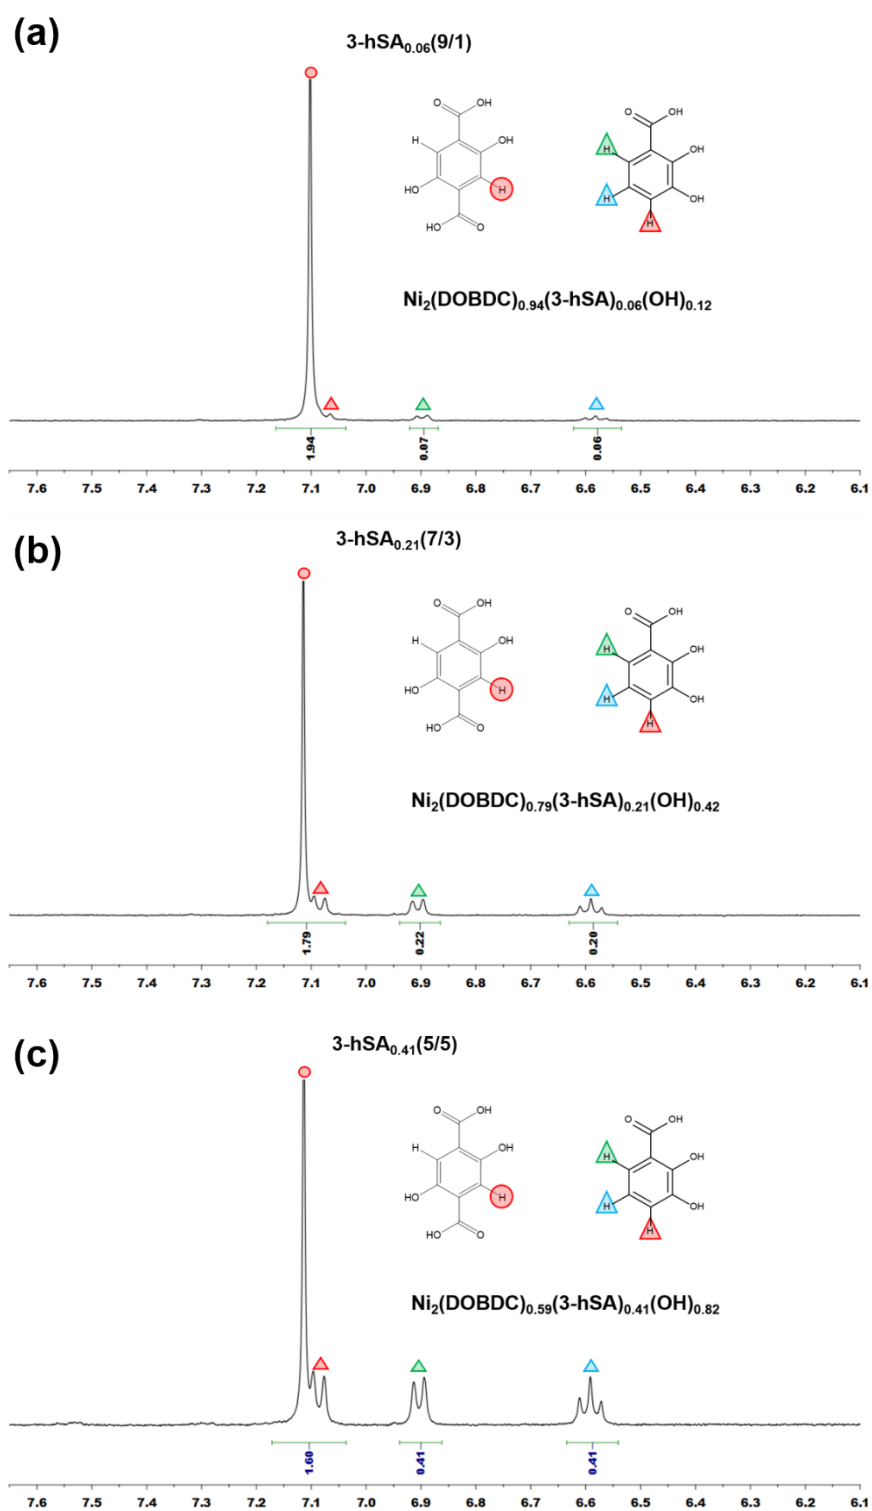 (a)
3-hSA0.06(9/1)
O OH
H OH
HO H
HO O
O OH
H OH
H OH
H
Ni2(DOBDC)0.94(3-hSA)0.06(OH)0.12
1.94 0.07 0.06
7.6 7.5 7.4 7.3 7.2 7.1 7.0 6.9 6.8 6.7 6.6 6.5 6.4 6.3 6.2 6.1
(b)
3-hSA0.21(7/3)
O OH
H OH
HO H
HO O
O OH
H OH
H OH
H
Ni2(DOBDC)0.79(3-hSA)0.21(OH)0.42
1.79 0.22 0.20
7.6 7.5 7.4 7.3 7.2 7.1 7.0 6.9 6.8 6.7 6.6 6.5 6.4 6.3 6.2 6.1
(c)
3-hSA0.41(5/5)
O OH
H OH
HO H
HO O
O OH
H OH
H OH
H
Ni2(DOBDC)0.59(3-hSA)0.41(OH)0.82
1.60 0.41 0.41
7.6 7.5 7.4 7.3 7.2 7.1 7.0 6.9 6.8 6.7 6.6 6.5 6.4 6.3 6.2 6.1